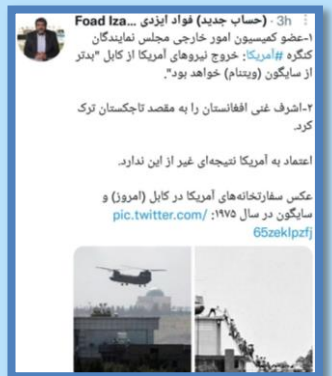 Foad Iza... (حساب جدید) فواد ایزدی · 3h
۱-عضو کمیسیون امور خارجی مجلس نمایندگان
کنگره #آمریکا: خروج نیروهای آمریکا از کابل "بدتر
از سایگون (ویتنام) خواهد بود".
۲-اشرف غنی افغانستان را به مقصد تاجکستان ترک
کرد.
اعتماد به آمریکا نتیجه‌ای غیر از این ندارد.
عکس سفارتخانه‌های آمریکا در کابل (امروز) و
سایگون در سال ۱۹۷۵: pic.twitter.com/
65zeklpzfj